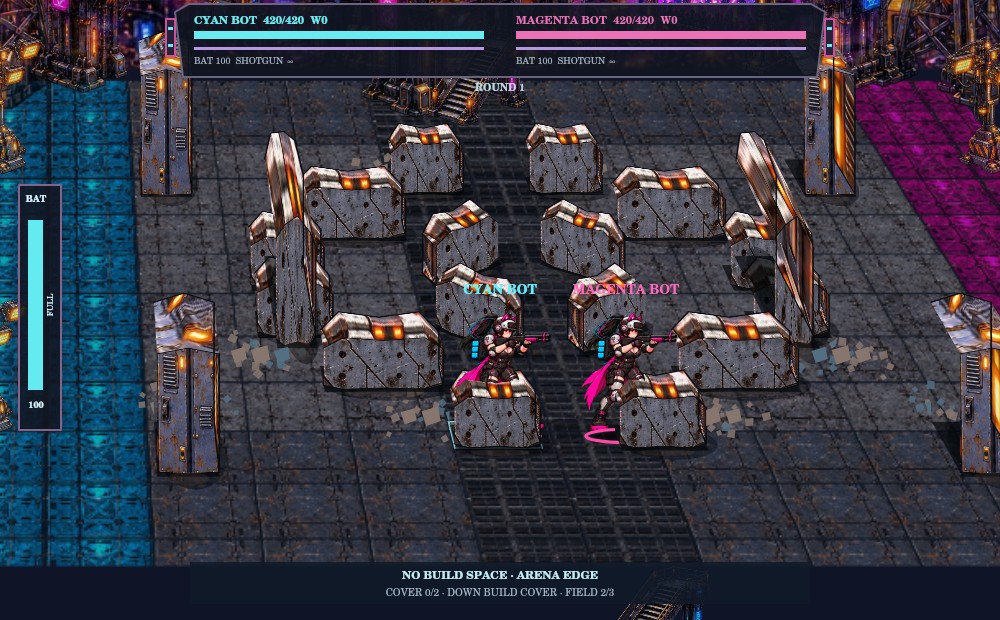 CYAN BOT 420/420 W0
MAGENTA BOT 420/420 W0
BAT 100 SHOTGUN ∞
BAT 100 SHOTGUN ∞
ROUND 1
BAT
FULL
100
CYAN BOT
MAGENTA BOT
NO BUILD SPACE · ARENA EDGE
COVER 0/2 · DOWN BUILD COVER · FIELD 2/3